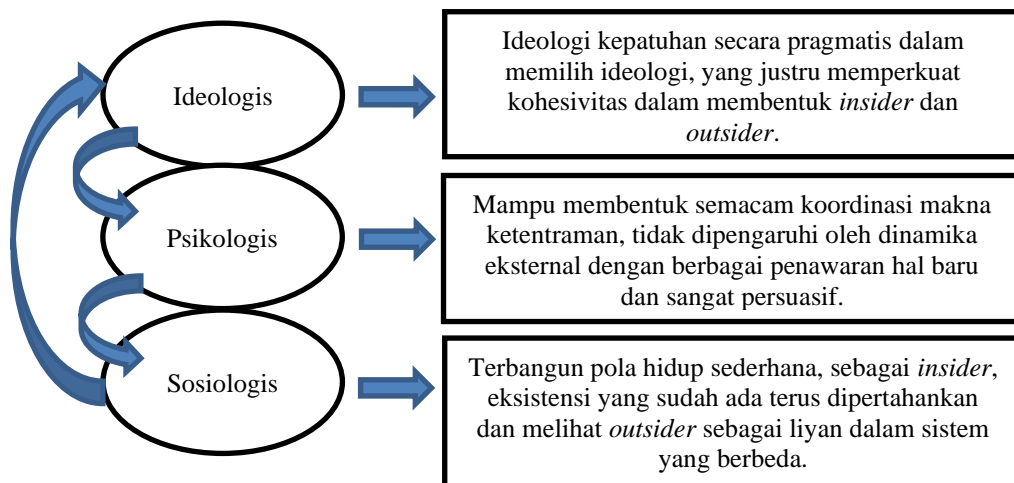 Ideologis
Ideologi kepatuhan secara pragmatis dalam
memilih ideologi, yang justru memperkuat
kohesivitas dalam membentuk insider dan
outsider.
Psikologis
Mampu membentuk semacam koordinasi makna
ketentraman, tidak dipengaruhi oleh dinamika
eksternal dengan berbagai penawaran hal baru
dan sangat persuasif.
Sosiologis
Terbangun pola hidup sederhana, sebagai insider,
eksistensi yang sudah ada terus dipertahankan
dan melihat outsider sebagai liyan dalam sistem
yang berbeda.